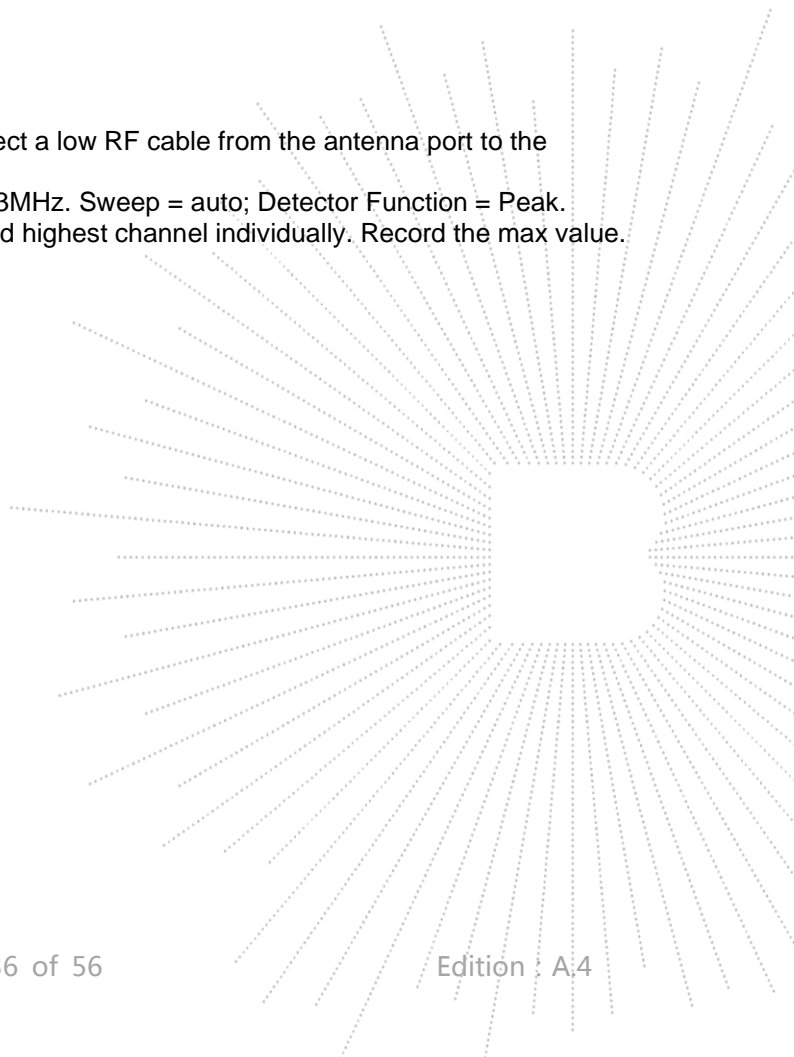 ect a low RF cable from the antenna port to the
3MHz. Sweep = auto; Detector Function = Peak.
d highest channel individually. Record the max value.
6 of 56
Edition : A.4